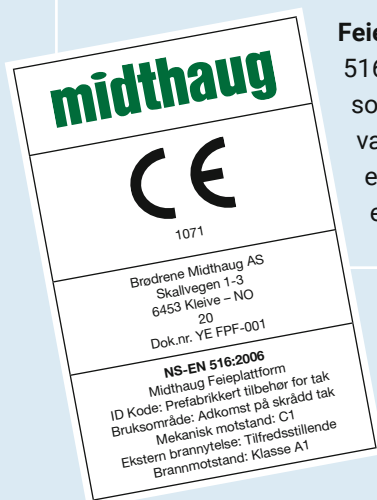 midthaug
CE
1071
Brødrene Midthaug AS
Skallvegen 1-3
6453 Kleive – NO
20
Dok.nr. YE FPF-001
NS-EN 516:2006
Midthaug Feieplattform
ID Kode: Prefabrikkert tilbehør for tak
Bruksområde: Adkomst på skrådd tak
Mekanisk motstand: C1
Ekstern brannytelse: Tilfredsstillende
Brannmotstand: Klasse A1
Feie
516
so
va
e
e